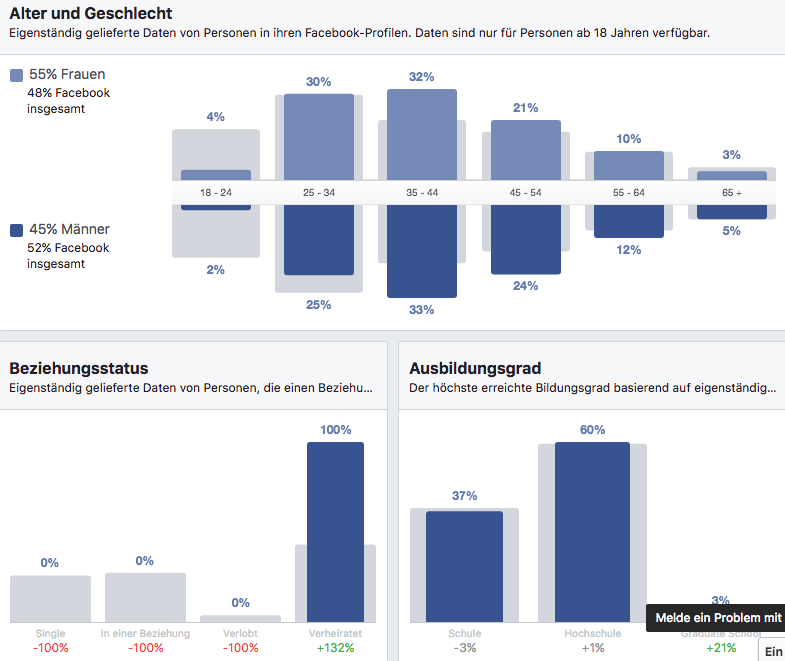 Alter und Geschlecht
Eigenständig gelieferte Daten von Personen in ihren Facebook-Profilen. Daten sind nur für Personen ab 18 Jahren verfügbar.
55% Frauen
48% Facebook
insgesamt
4%
30%
32%
21%
10%
3%
18 - 24
25 - 34
35 - 44
45 - 54
55 - 64
65 +
45% Männer
52% Facebook
insgesamt
2%
25%
33%
24%
12%
5%
Beziehungsstatus
Eigenständig gelieferte Daten von Personen, die einen Beziehu...
100%
0%
0%
0%
Single
In einer Beziehung
Verlobt
Verheiratet
-100%
-100%
-100%
+132%
Ausbildungsgrad
Der höchste erreichte Bildungsgrad basierend auf eigenständig...
60%
37%
3%
Melde ein Problem mit
Schule
Hochschule
Graduate School
-3%
+1%
+21%
Ein